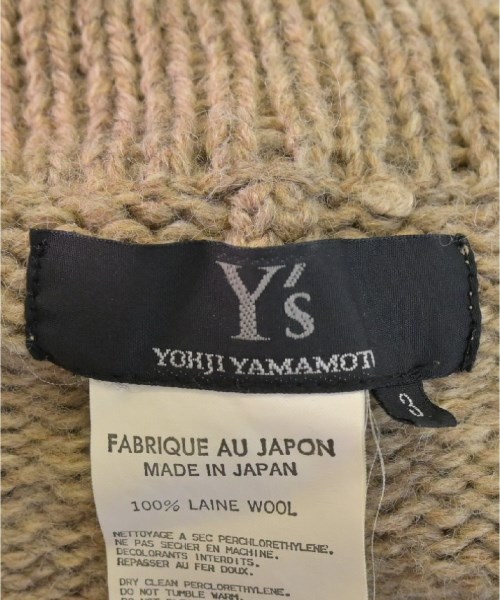 Y's
YOHJI YAMAMOT
3
FABRIQUE AU JAPON
MADE IN JAPAN
100% LAINE WOOL
NETTOYAGE A SEC PERCHLORETHYLENE.
NE PAS SECHER EN MACHINE.
DECOLORANTS INTERDITS.
REPASSER AU FER DOUX.
DRY CLEAN PERCLORETHYLENE.
DO NOT TUMBLE WARM.